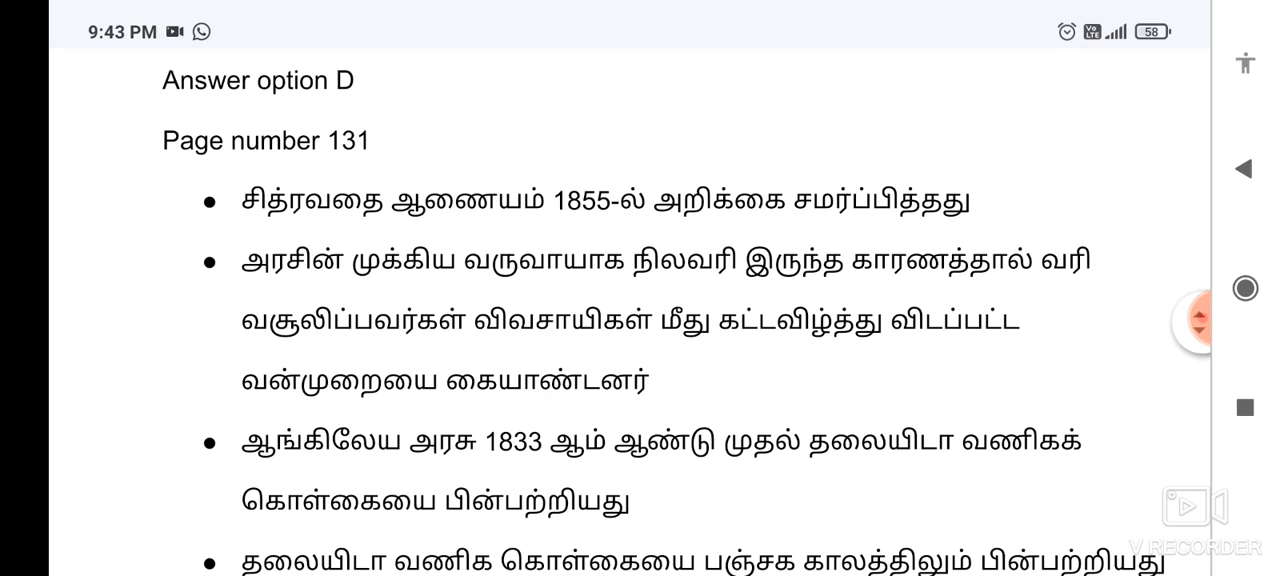 9:43 PM
58
Answer option D
Page number 131
● சித்ரவதை ஆணையம் 1855-ல் அறிக்கை சமர்ப்பித்தது
● அரசின் முக்கிய வருவாயாக நிலவரி இருந்த காரணத்தால் வரி
வசூலிப்பவர்கள் விவசாயிகள் மீது கட்டவிழ்த்து விடப்பட்ட
வன்முறையை கையாண்டனர்
● ஆங்கிலேய அரசு 1833 ஆம் ஆண்டு முதல் தலையிடா வணிகக்
கொள்கையை பின்பற்றியது
● தலையிடா வணிக கொள்கையை பஞ்சக காலத்திலும் பின்பற்றியது
V RECORDER